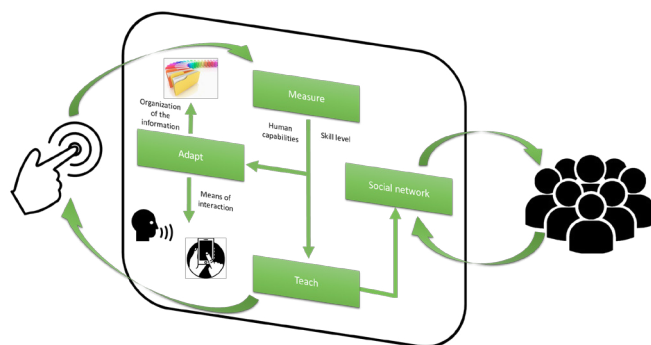 Measure
Organization
of the
information
Human
capabilities
Skill level
Adapt
Social network
Means of
interaction
Teach